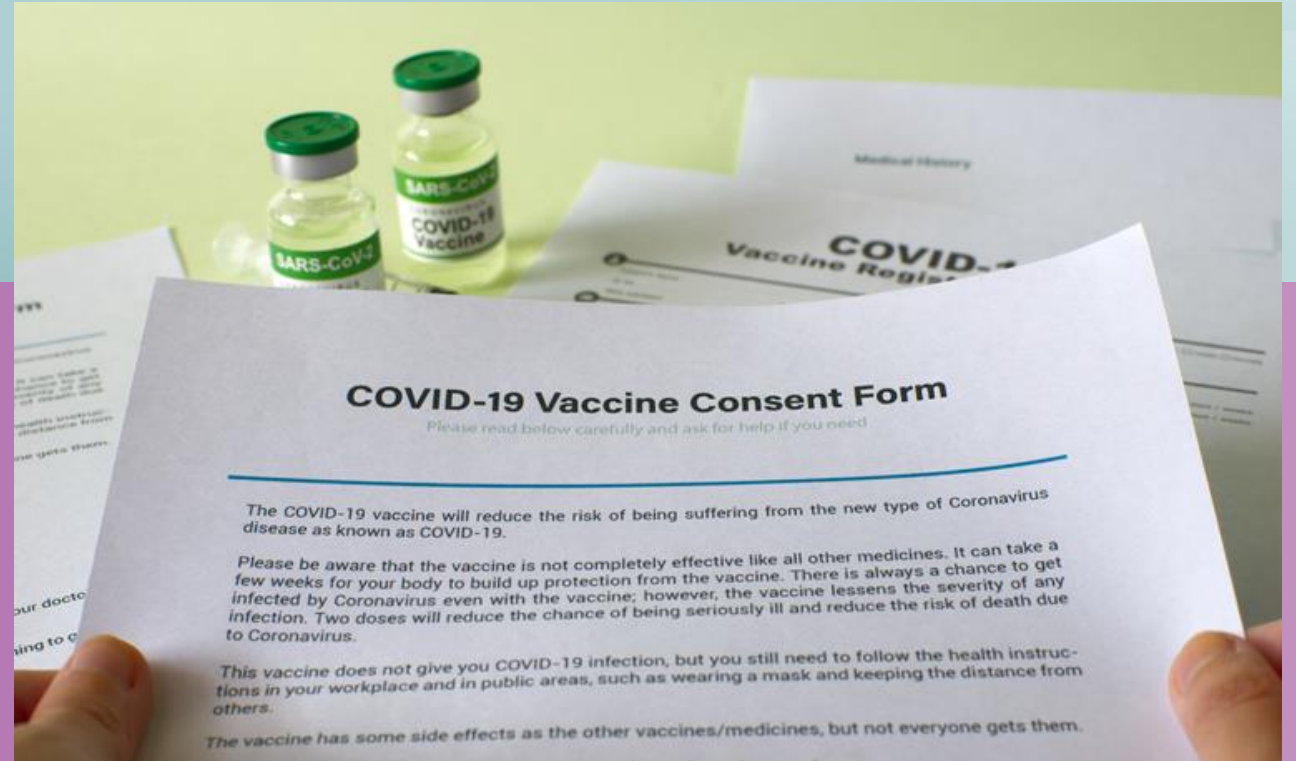 SARS-CoV-2
COVID-19
Vaccine
SARS-CoV-2
Medical History
COVID-1
Vaccine Regist
COVID-19 Vaccine Consent Form
Please read below carefully and ask for help if you need
The COVID-19 vaccine will reduce the risk of being suffering from the new type of Coronavirus
disease as known as COVID-19.
Please be aware that the vaccine is not completely effective like all other medicines. It can take a
few weeks for your body to build up protection from the vaccine. There is always a chance to get
infected by Coronavirus even with the vaccine; however, the vaccine lessens the severity of any
infection. Two doses will reduce the chance of being seriously ill and reduce the risk of death due
to Coronavirus.
This vaccine does not give you COVID-19 infection, but you still need to follow the health instruc-
tions in your workplace and in public areas, such as wearing a mask and keeping the distance from
others.
The vaccine has some side effects as the other vaccines/medicines, but not everyone gets them.